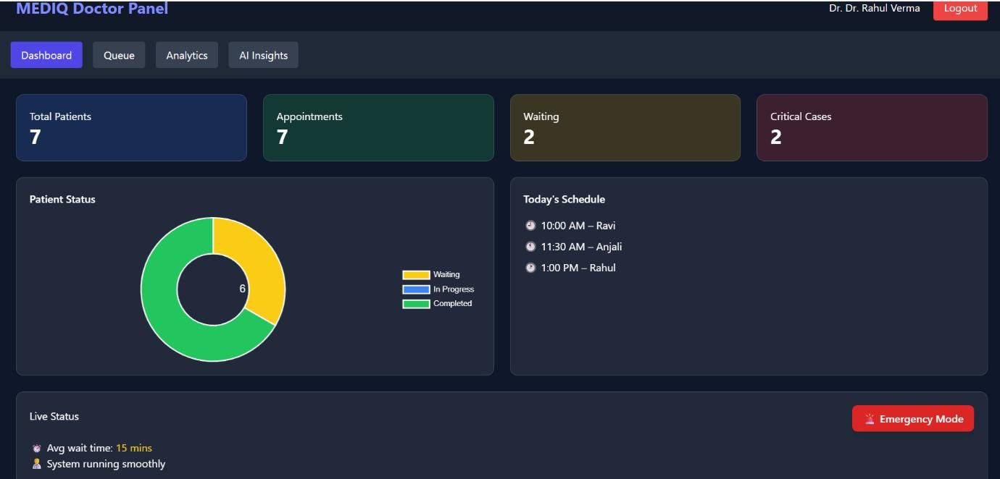 MEDIQ Doctor Panel
Dr. Dr. Rahul Verma
Logout
Dashboard
Queue
Analytics
AI Insights
Total Patients
7
Appointments
7
Waiting
2
Critical Cases
2
Patient Status
6
Waiting
In Progress
Completed
Today's Schedule
10:00 AM – Ravi
11:30 AM – Anjali
1:00 PM – Rahul
Live Status
Emergency Mode
Avg wait time: 15 mins
System running smoothly